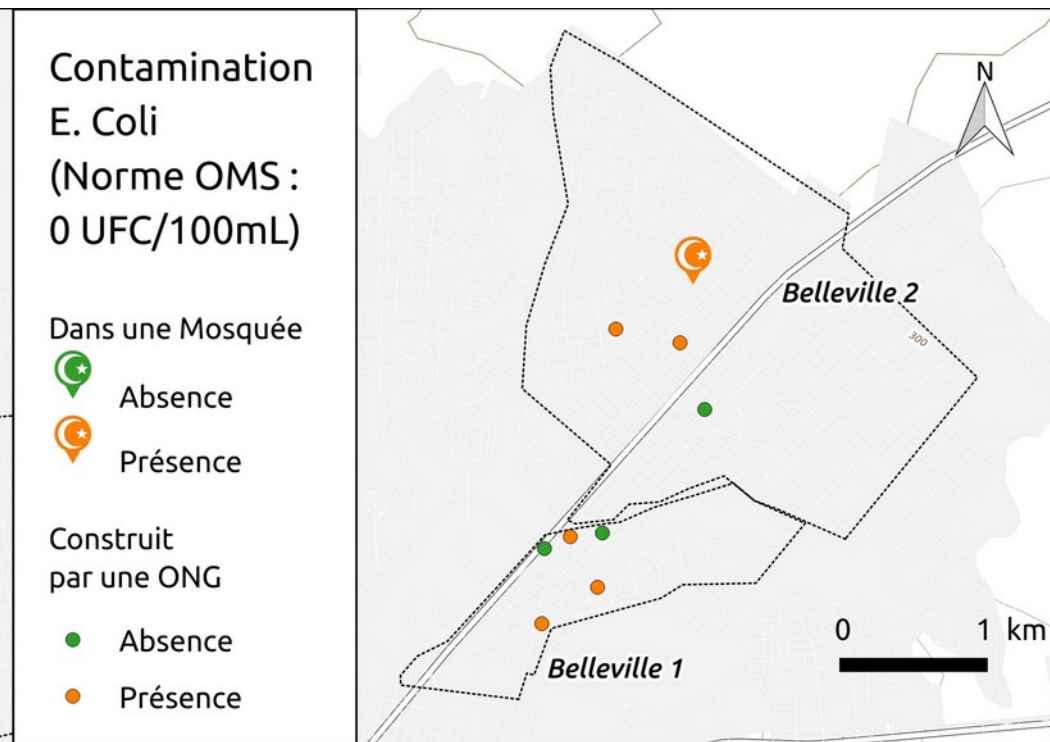 Contamination
E. Coli
(Norme OMS :
0 UFC/100mL)
Dans une Mosquée
Absence
Présence
Construit
par une ONG
Absence
Présence
N
Belleville 2
300
Belleville 1
0 1 km